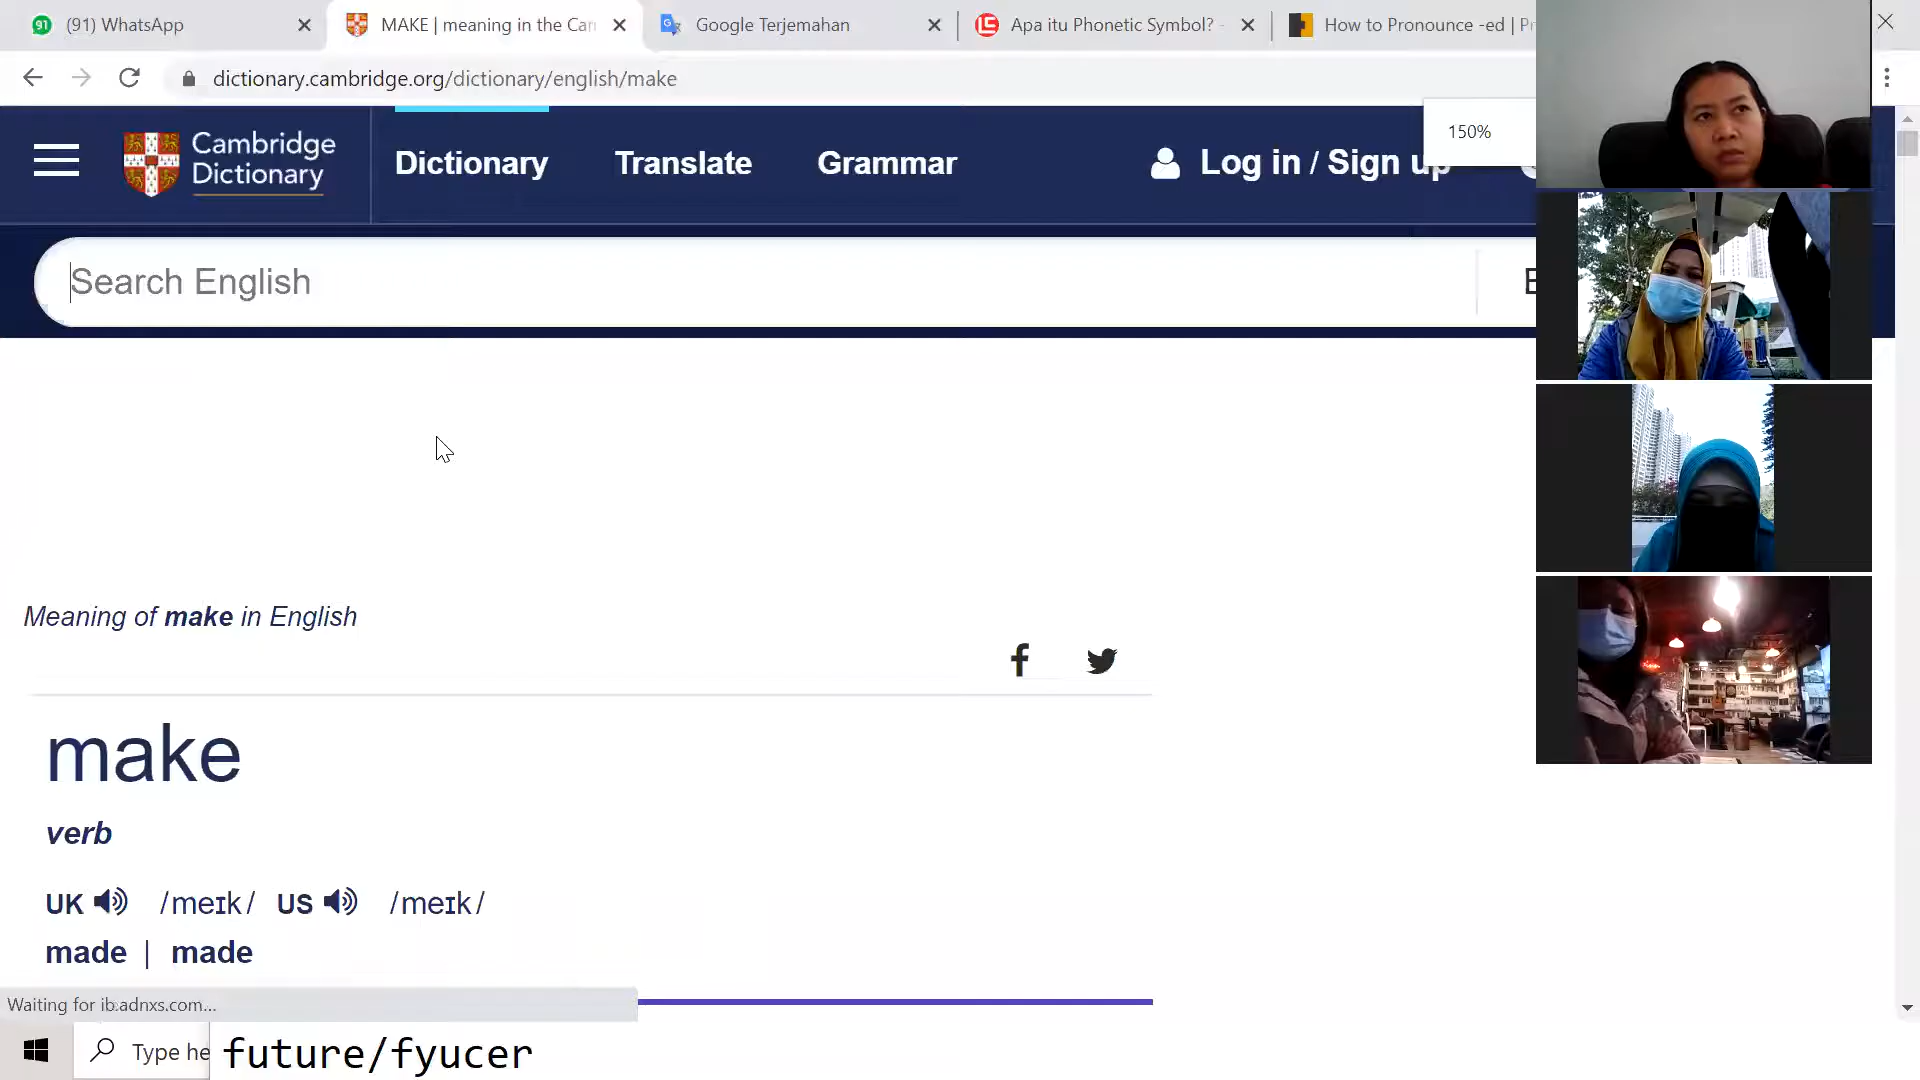 91 (91) WhatsApp
MAKE | meaning in the Can
Google Terjemahan
Apa itu Phonetic Symbol? -
How to Pronounce -ed | Pr
dictionary.cambridge.org/dictionary/english/make
Cambridge
Dictionary
Dictionary
Translate
Grammar
Log in / Sign up
150%
Search English
Meaning of make in English
make
verb
UK /meɪk/ US /meɪk/
made | made
Waiting for ib.adnxs.com...
Type he
future/fyucer